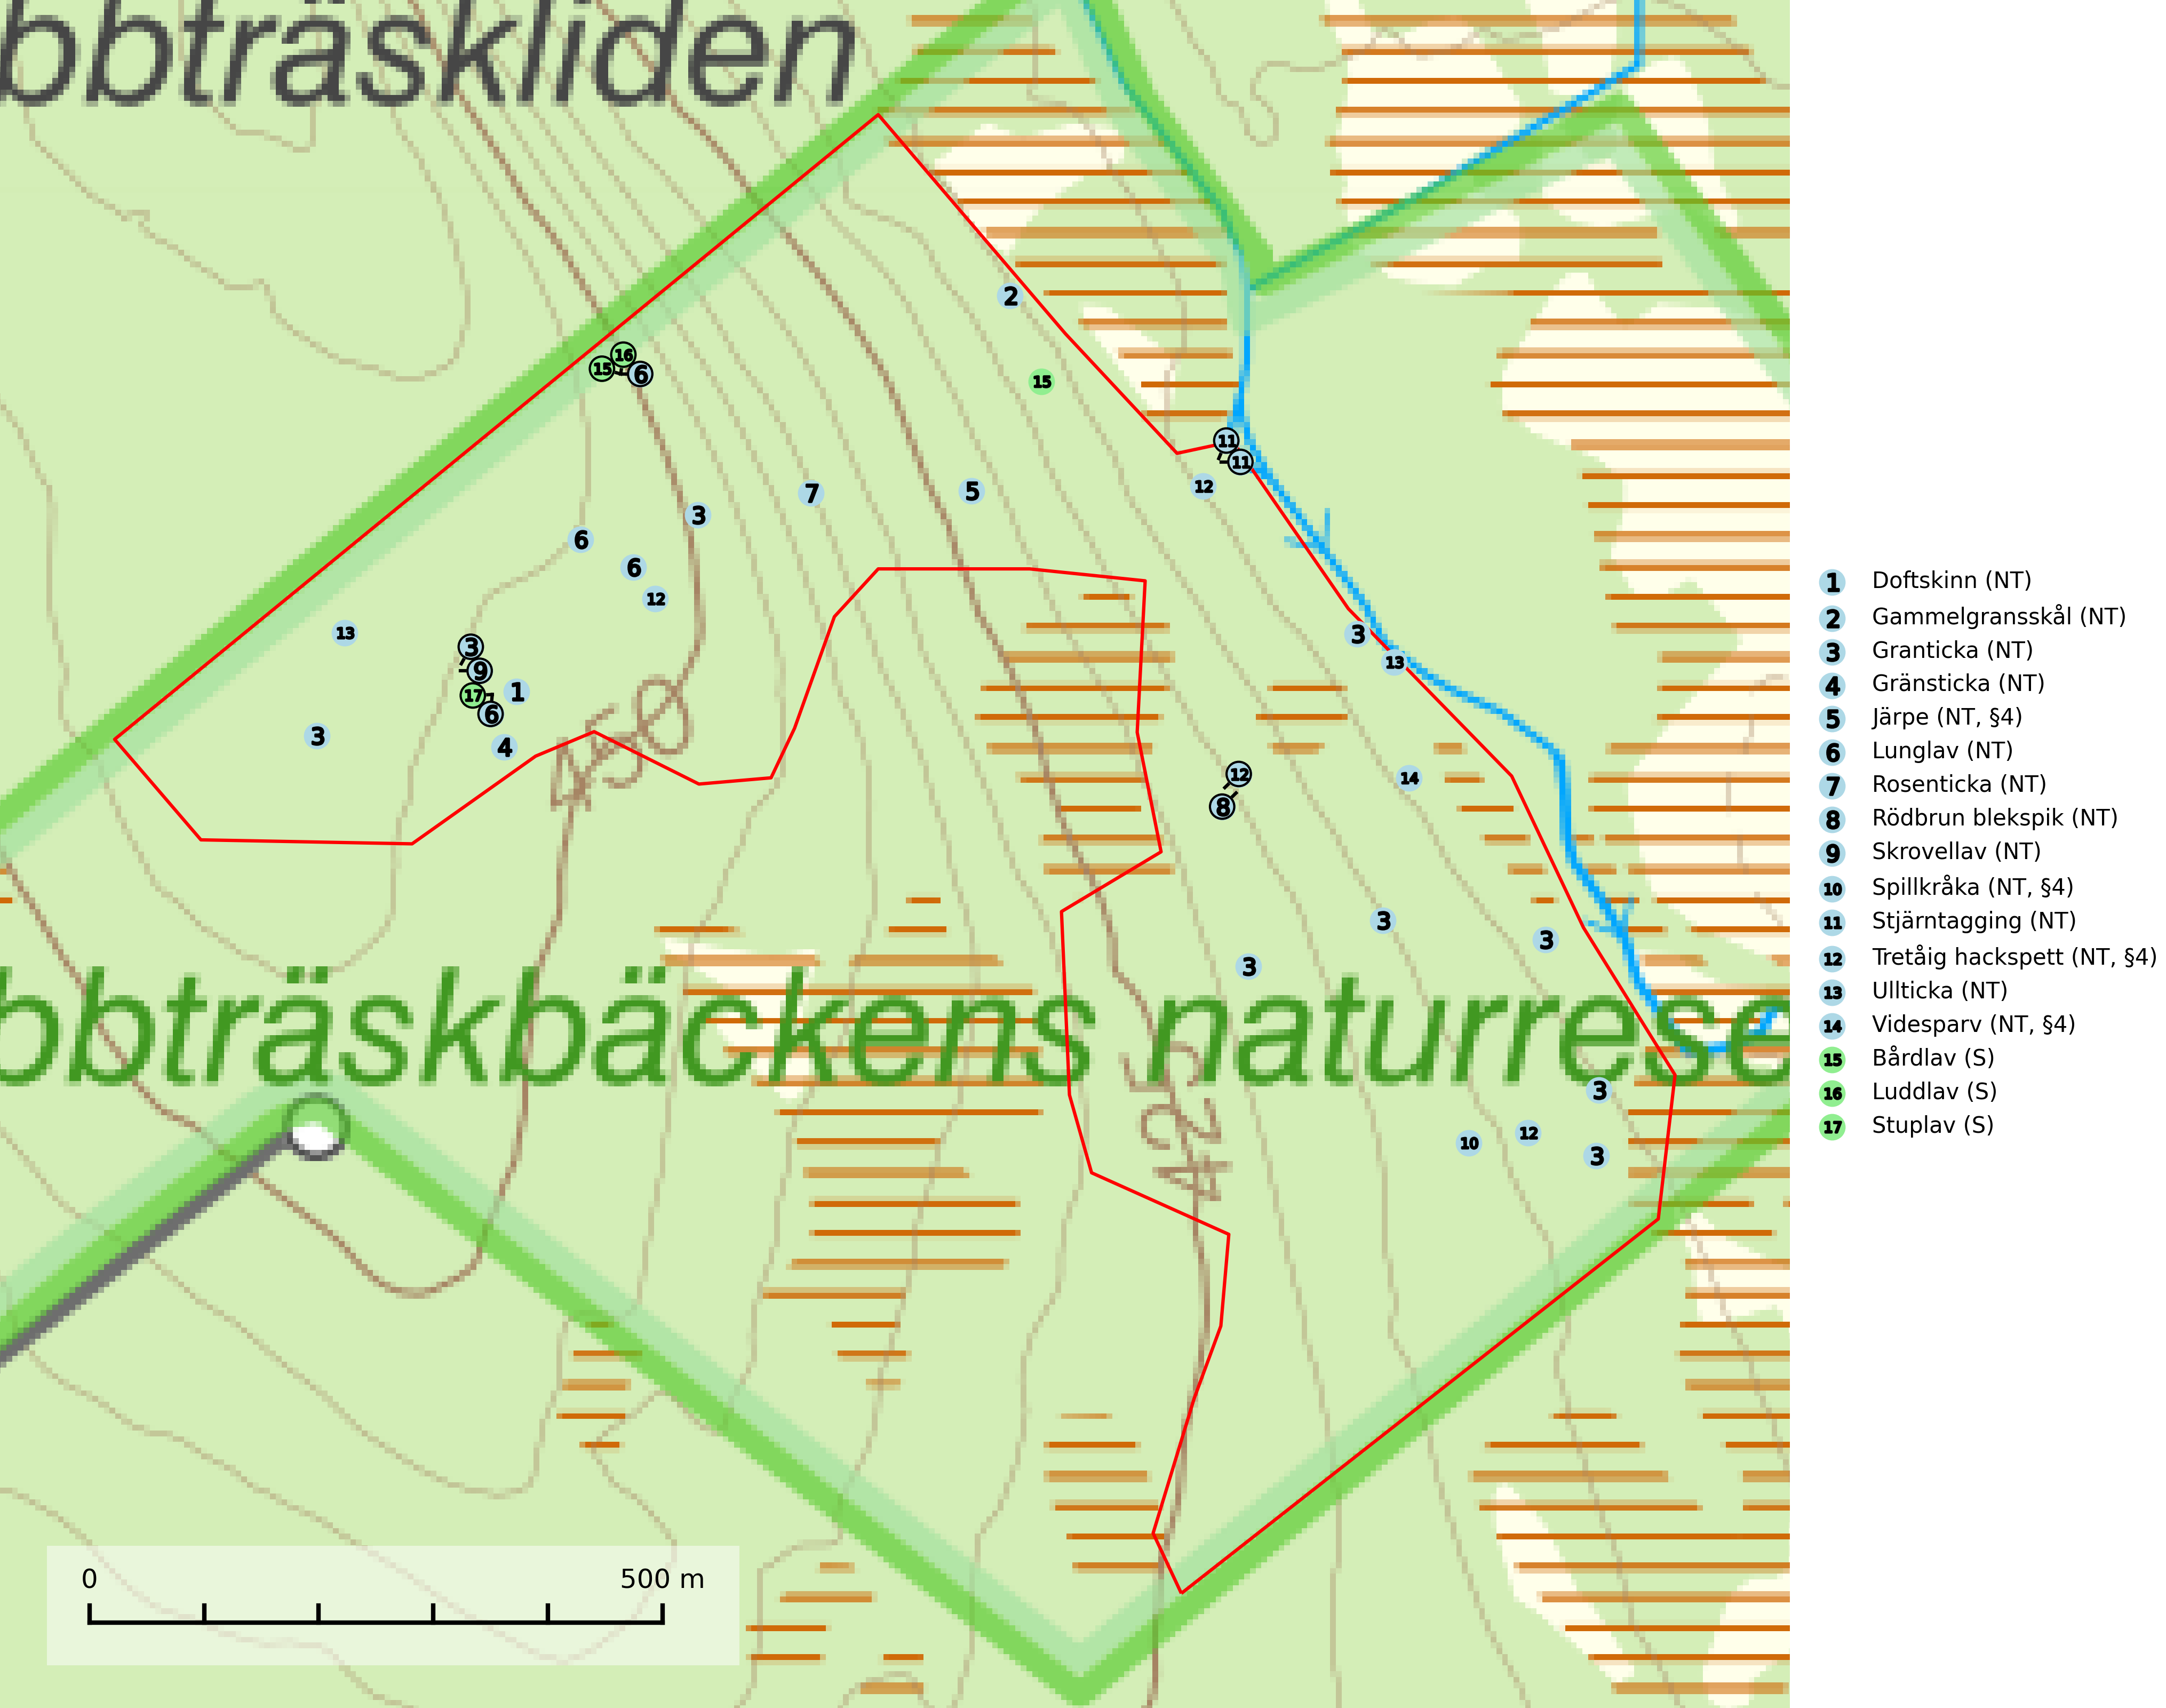 bbträskliden
2
16
15
6
15
11
11
12
7
5
3
6
6
12
13
3
9
17
1
6
4
3
450
3
13
12
8
14
3
3
3
bbträskbäckens naturrese
425
3
12
10
3
0 500 m
1 Doftskinn (NT)
2 Gammelgransskål (NT)
3 Granticka (NT)
4 Gränsticka (NT)
5 Järpe (NT, §4)
6 Lunglav (NT)
7 Rosenticka (NT)
8 Rödbrun blekspik (NT)
9 Skrovellav (NT)
10 Spillkråka (NT, §4)
11 Stjärntagging (NT)
12 Tretåig hackspett (NT, §4)
13 Ullticka (NT)
14 Videsparv (NT, §4)
15 Bårdlav (S)
16 Luddlav (S)
17 Stuplav (S)